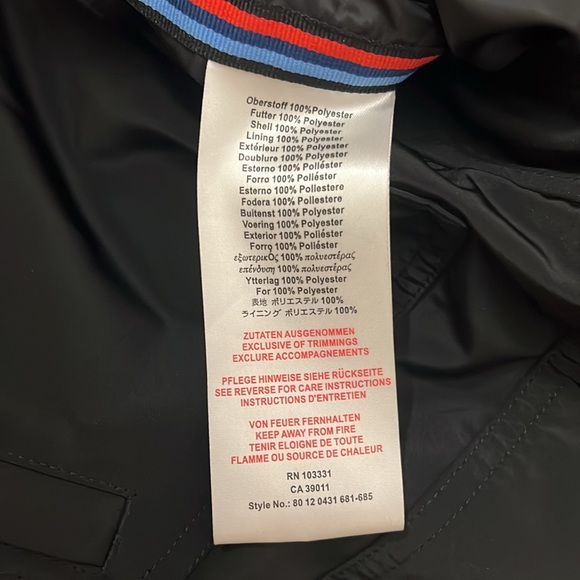 Oberstoff 100%Polyester
Futter 100% Polyester
Shell 100% Polyester
Lining 100% Polyester
Extérieur 100% Polyester
Doublure 100% Polyester
Esterno 100% Poliéster
Forro 100% Poliéster
Esterno 100% Poliestere
Fodera 100% Poliestere
Buitenst 100% Polyester
Voering 100% Polyester
Exterior 100% Poliéster
Forro 100% Poliéster
εξωτερικÒς 100% πολυεστέρας
επένδυση 100% πολυεστέρας
Ytterlag 100% Polyester
For 100% Polyester
表地 ポリエステル 100%
ライニング ポリエステル 100%
ZUTATEN AUSGENOMMEN
EXCLUSIVE OF TRIMMINGS
EXCLURE ACCOMPAGNEMENTS
PFLEGE HINWEISE SIEHE RÜCKSEITE
SEE REVERSE FOR CARE INSTRUCTIONS
INSTRUCTIONS D'ENTRETIEN
VON FEUER FERNHALTEN
KEEP AWAY FROM FIRE
TENIR ELOIGNE DE TOUTE
FLAMME OU SOURCE DE CHALEUR
RN 103331
CA 39011
Style No.: 80 12 0431 681-685